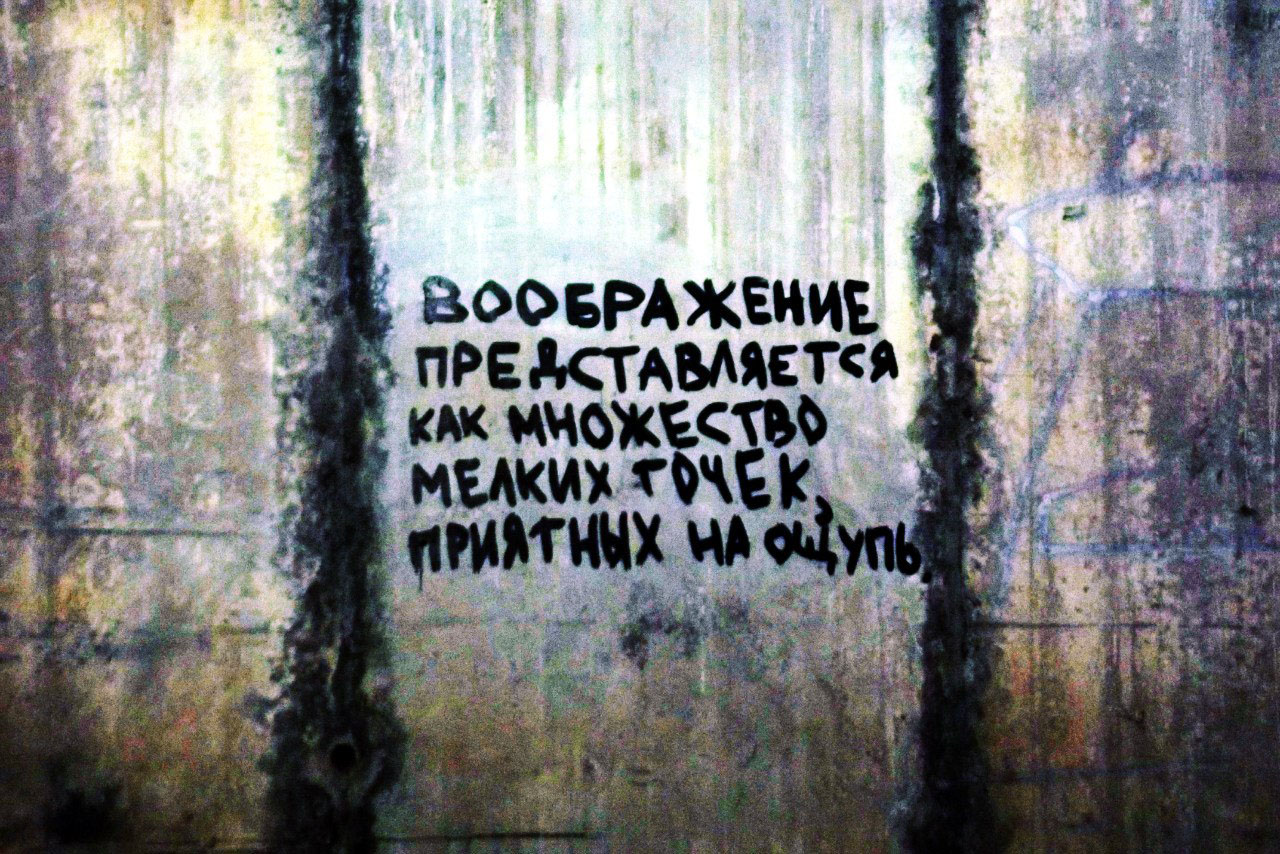 ВООБРАЖЕНИЕ
ПРЕДСТАВЛЯЕТСЯ
КАК МНОЖЕСТВО
МЕЛКИХ ТОЧЕК,
ПРИЯТНЫХ НА ОЩУПЬ.